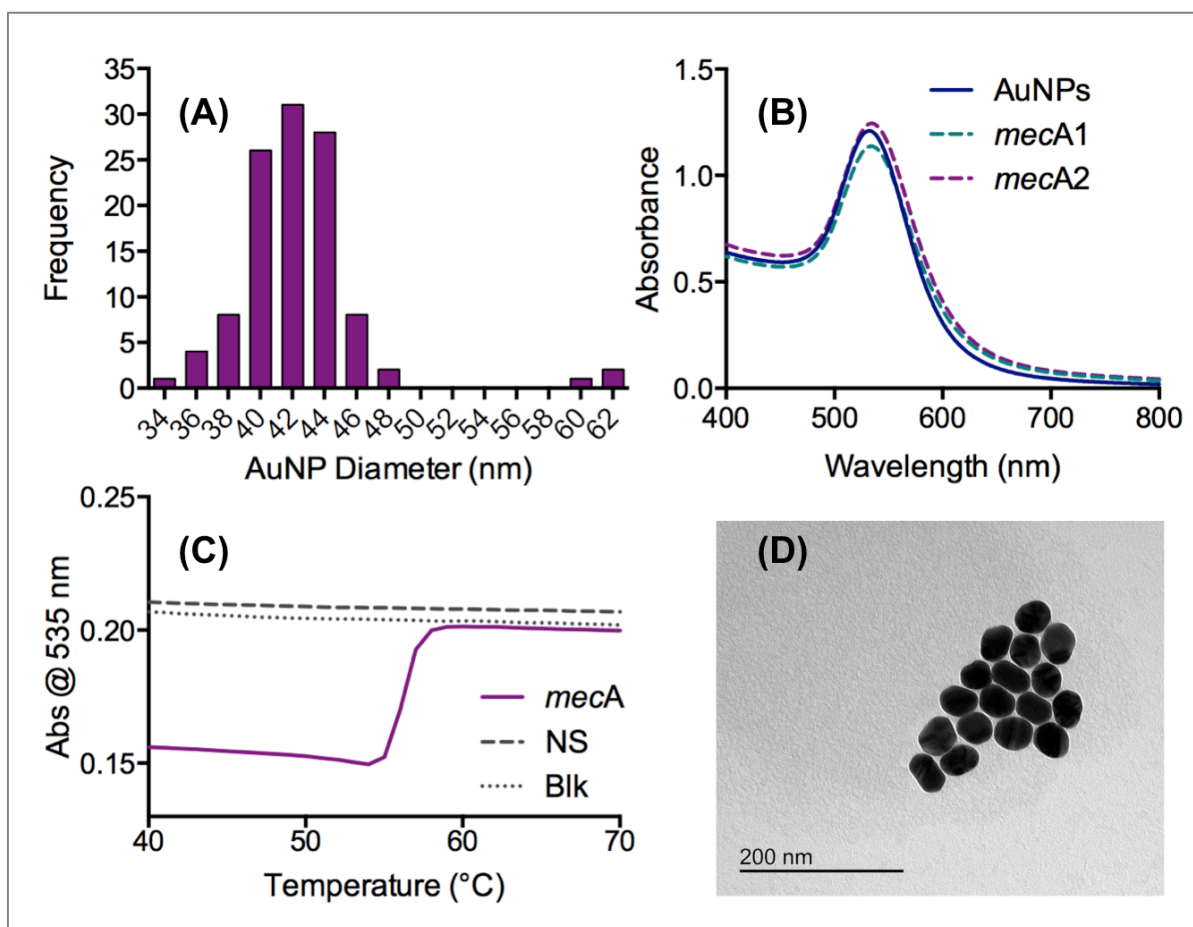 (A)
35
30
25
20
15
10
5
0
Frequency
34 36 38 40 42 44 46 48 50 52 54 56 58 60 62
AuNP Diameter (nm)
(B)
AuNPs
mecA1
mecA2
1.5
1.0
0.5
0.0
Absorbance
400 500 600 700 800
Wavelength (nm)
(C)
0.25
0.20
0.15
Abs @ 535 nm
mecA
NS
Blk
40 50 60 70
Temperature (°C)
(D)
200 nm